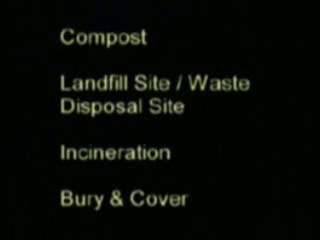 Compost
Landfill Site / Waste
Disposal Site
Incineration
Bury & Cover